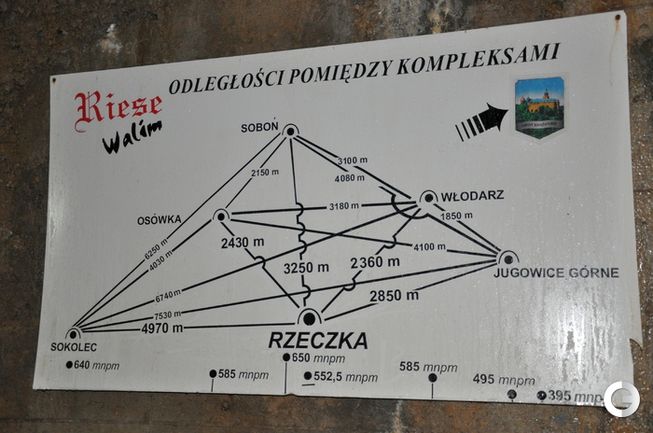 ODLEGŁOŚCI POMIĘDZY KOMPLEKSAMI
Riese
Walim
SOBOŃ
3100 m
4080 m
2150 m
WŁODARZ
3180 m
1850 m
OSÓWKA
2430 m
4100 m
6250 m
4030 m
3250 m
2360 m
JUGOWICE GÓRNE
6740 m
2850 m
7530 m
4970 m
RZECZKA
SOKOLEC
640 mnpm
585 mnpm
650 mnpm
552,5 mnpm
585 mnpm
495 mnpm
395 mnpm